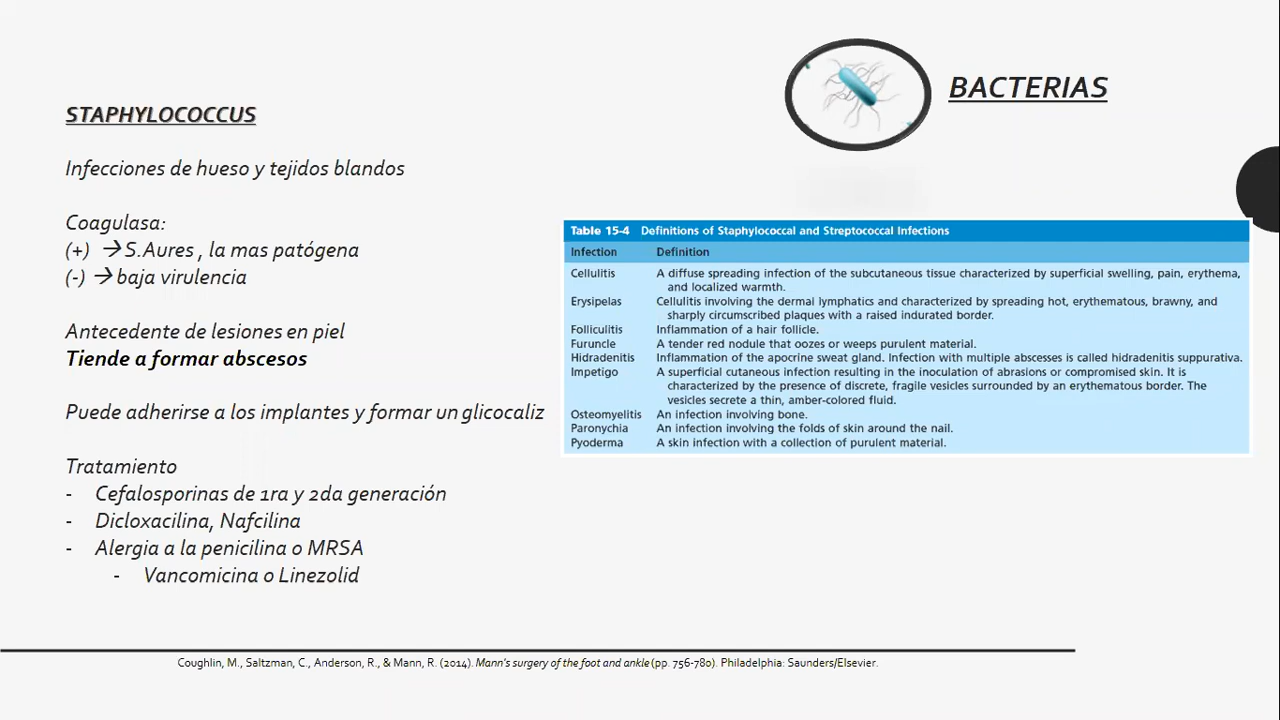 BACTERIAS
STAPHYLOCOCCUS
Infecciones de hueso y tejidos blandos
Coagulasa:
(+) → S.Aures , la mas patógena
(-) → baja virulencia
Antecedente de lesiones en piel
Tiende a formar abscesos
Puede adherirse a los implantes y formar un glicocaliz
Tratamiento
- Cefalosporinas de 1ra y 2da generación
- Dicloxacilina, Nafcilina
- Alergia a la penicilina o MRSA
- Vancomicina o Linezolid
Table 15-4 Definitions of Staphylococcal and Streptococcal Infections
Infection Definition
Cellulitis A diffuse spreading infection of the subcutaneous tissue characterized by superficial swelling, pain, erythema,
and localized warmth.
Erysipelas Cellulitis involving the dermal lymphatics and characterized by spreading hot, erythematous, brawny, and
sharply circumscribed plaques with a raised indurated border.
Folliculitis Inflammation of a hair follicle.
Furuncle A tender red nodule that oozes or weeps purulent material.
Hidradenitis Inflammation of the apocrine sweat gland. Infection with multiple abscesses is called hidradenitis suppurativa.
Impetigo A superficial cutaneous infection resulting in the inoculation of abrasions or compromised skin. It is
characterized by the presence of discrete, fragile vesicles surrounded by an erythematous border. The
vesicles secrete a thin, amber-colored fluid.
Osteomyelitis An infection involving bone.
Paronychia An infection involving the folds of skin around the nail.
Pyoderma A skin infection with a collection of purulent material.
Coughlin, M., Saltzman, C., Anderson, R., & Mann, R. (2014). Mann's surgery of the foot and ankle (pp. 756-780). Philadelphia: Saunders/Elsevier.